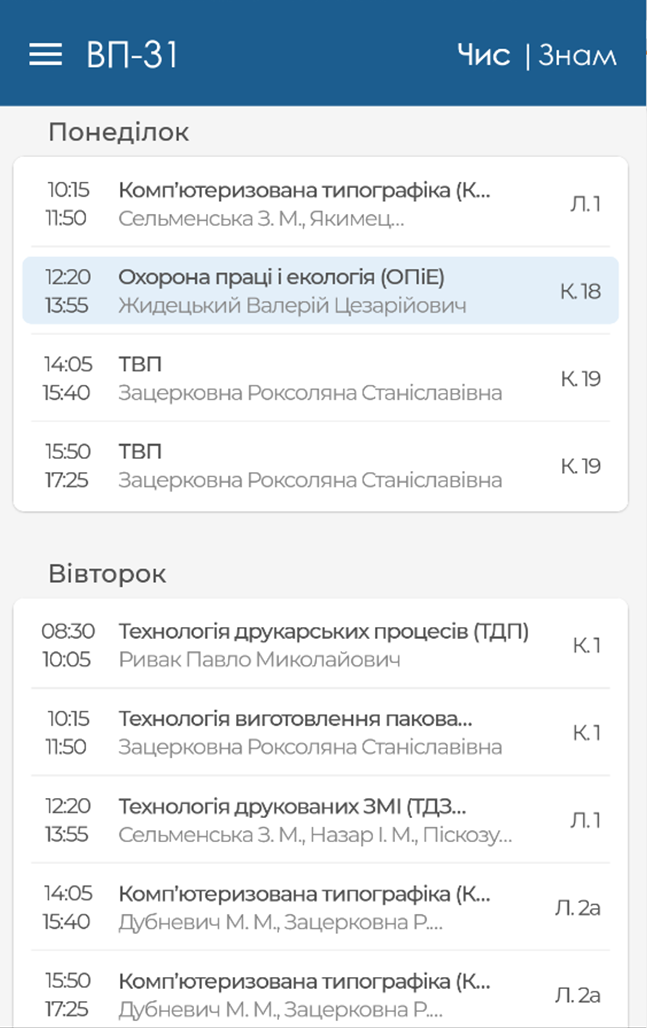 ВП-31
Чис | Знам
Понеділок
10:15 Комп'ютеризована типографіка (К... Л. 1
11:50 Сельменська З. М., Якимец...
12:20 Охорона праці і екологія (ОПіЕ) К. 18
13:55 Жидецький Валерій Цезарійович
14:05 ТВП К. 19
15:40 Зацерковна Роксоляна Станіславівна
15:50 ТВП К. 19
17:25 Зацерковна Роксоляна Станіславівна
Вівторок
08:30 Технологія друкарських процесів (ТДП) К. 1
10:05 Ривак Павло Миколайович
10:15 Технологія виготовлення пакова... К. 1
11:50 Зацерковна Роксоляна Станіславівна
12:20 Технологія друкованих ЗМІ (ТДЗ... Л. 1
13:55 Сельменська З. М., Назар І. М., Піскозу...
14:05 Комп'ютеризована типографіка (К... Л. 2а
15:40 Дубневич М. М., Зацерковна Р....
15:50 Комп'ютеризована типографіка (К... Л. 2а
17:25 Дубневич М. М., Зацерковна Р....